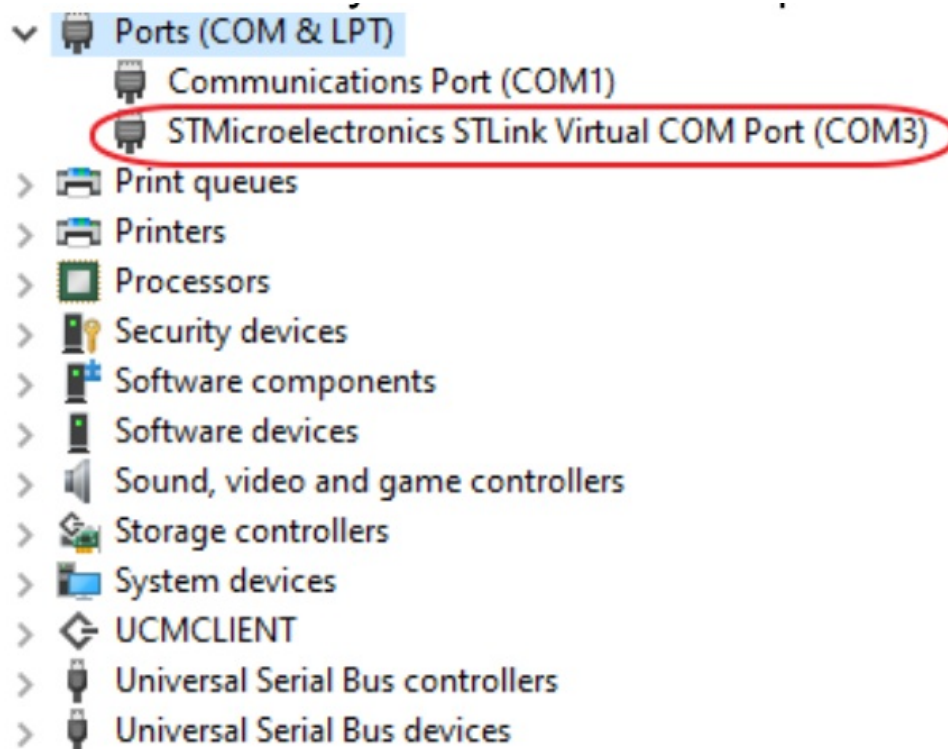 Ports (COM & LPT)
Communications Port (COM1)
STMicroelectronics STLink Virtual COM Port (COM3)
Print queues
Printers
Processors
Security devices
Software components
Software devices
Sound, video and game controllers
Storage controllers
System devices
UCMCLIENT
Universal Serial Bus controllers
Universal Serial Bus devices